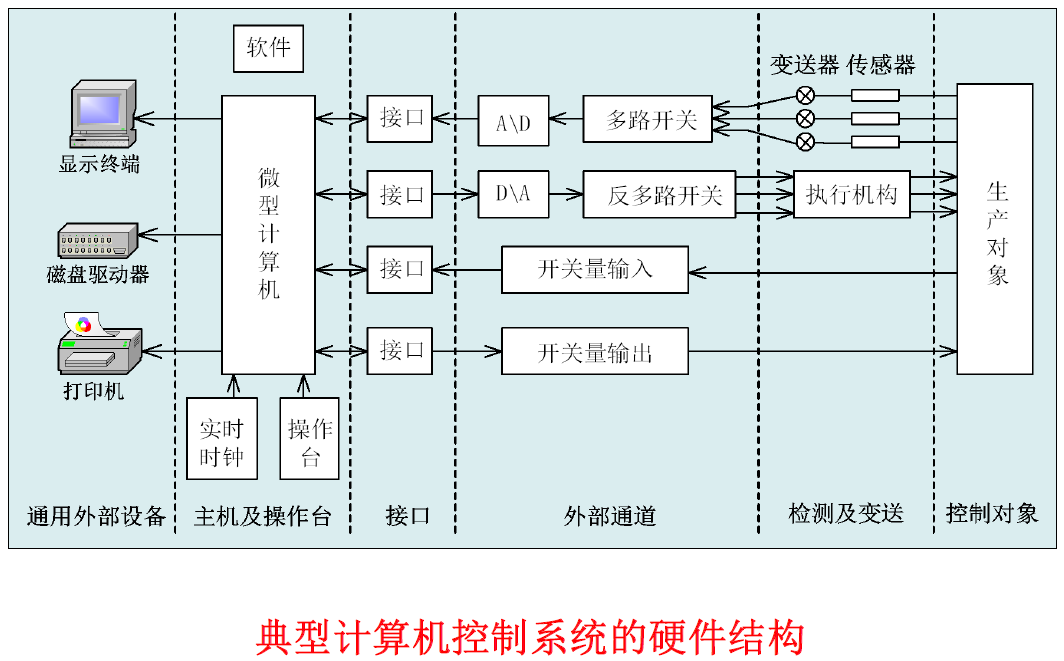 软件
变送器 传感器
显示终端
磁盘驱动器
打印机
微
型
计
算
机
接口
A\D
多路开关
接口
D\A
反多路开关
执行机构
接口
开关量输入
接口
开关量输出
生
产
对
象
实时
时钟
操作
台
通用外部设备
主机及操作台
接口
外部通道
检测及变送
控制对象
典型计算机控制系统的硬件结构